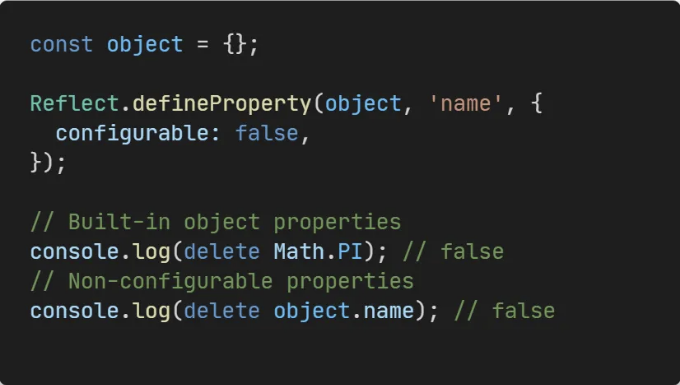 const object = {};
Reflect.defineProperty(object, 'name', {
  configurable: false,
});
// Built-in object properties
console.log(delete Math.PI); // false
// Non-configurable properties
console.log(delete object.name); // false